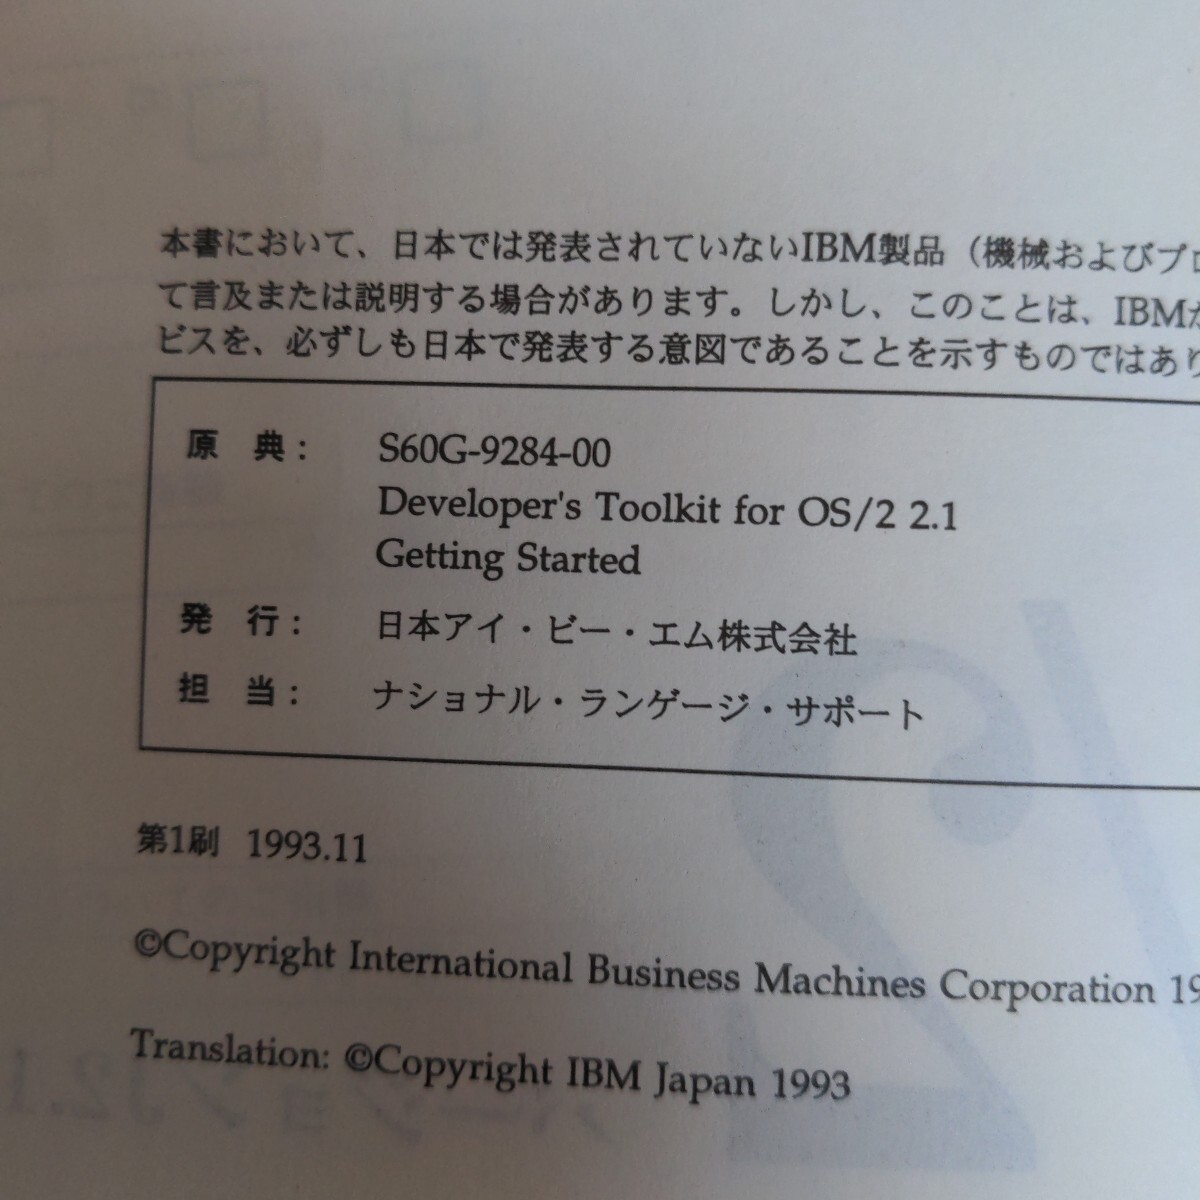 本書において、日本では発表されていないIBM製品（機械およびプロ
て言及または説明する場合があります。しかし、このことは、IBMが
ビスを、必ずしも日本で発表する意図であることを示すものではあり
原　典： S60G-9284-00
Developer's Toolkit for OS/2 2.1
Getting Started
発　行： 日本アイ・ビー・エム株式会社
担　当： ナショナル・ランゲージ・サポート
第1刷 1993.11
©Copyright International Business Machines Corporation 19
Translation: ©Copyright IBM Japan 1993